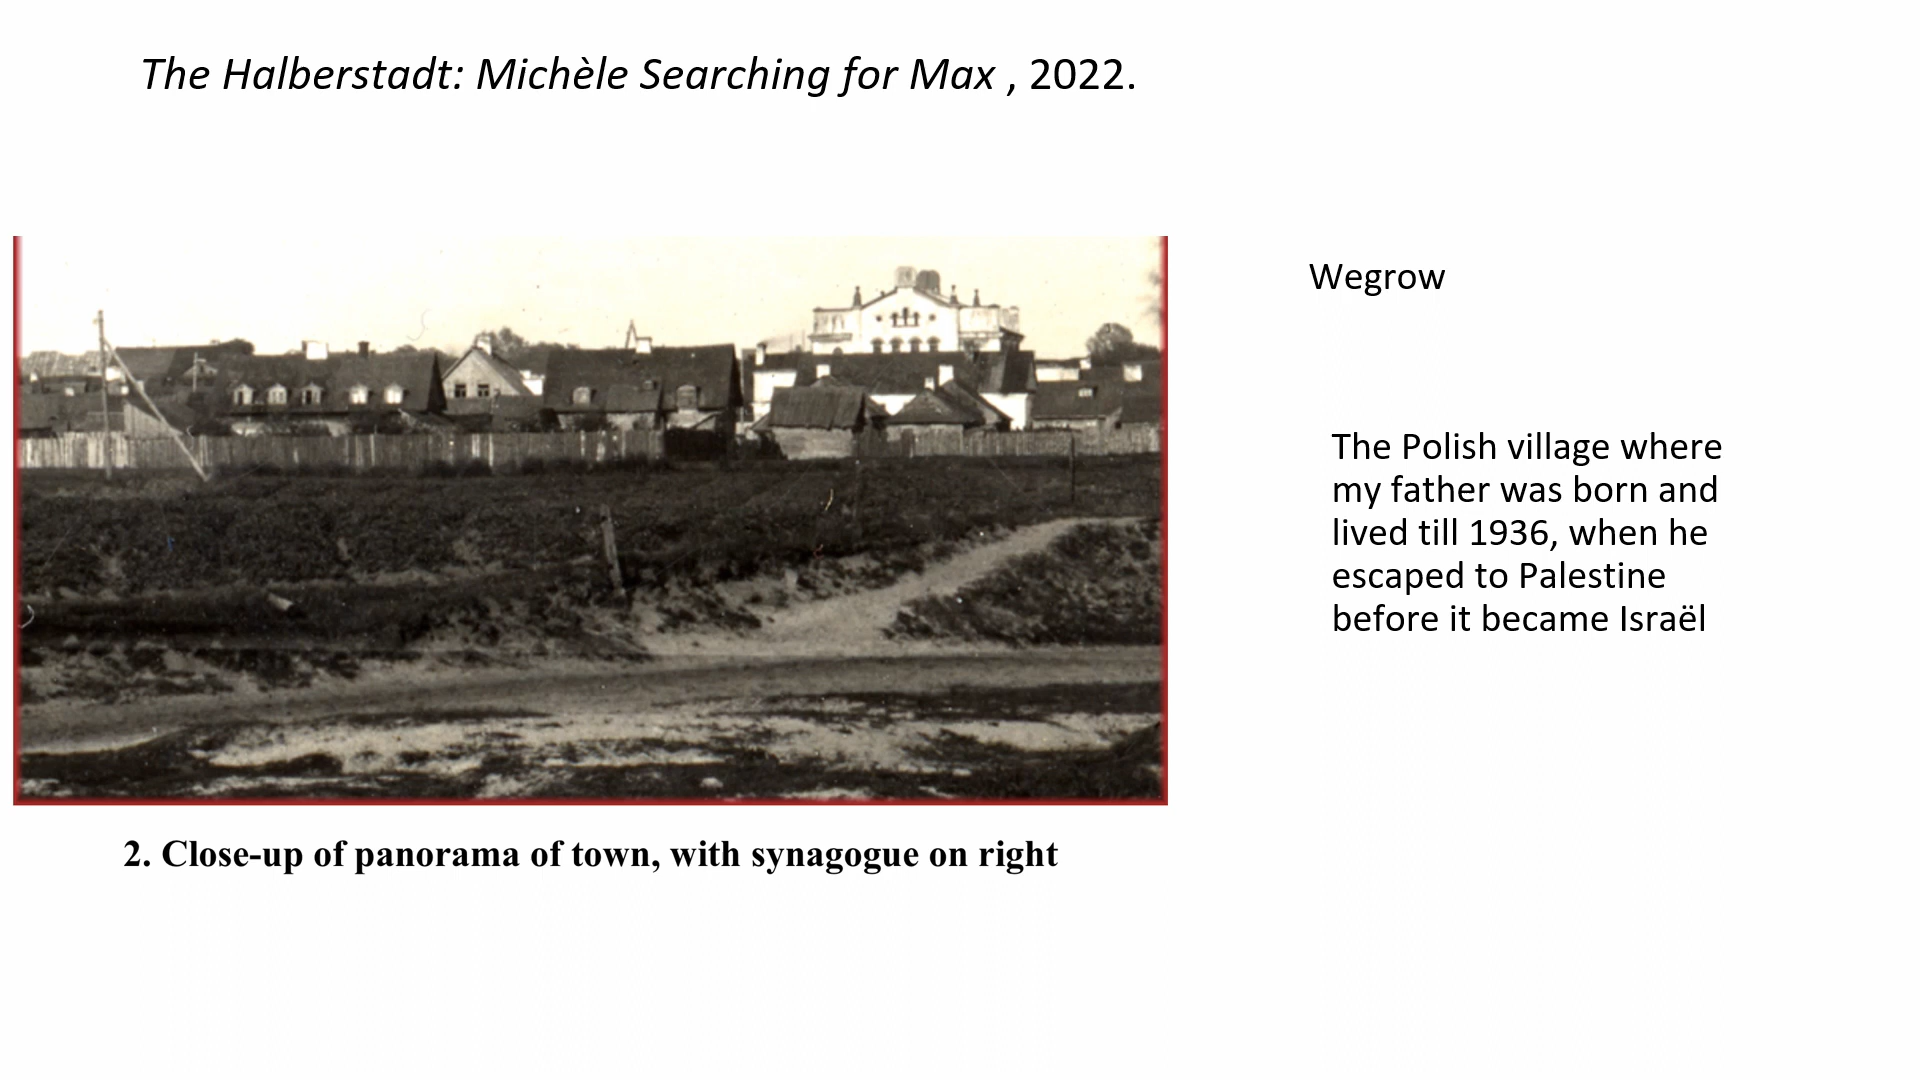 The Halberstadt: Michèle Searching for Max , 2022.
Wegrow
The Polish village where
my father was born and
lived till 1936, when he
escaped to Palestine
before it became Israël
2. Close-up of panorama of town, with synagogue on right